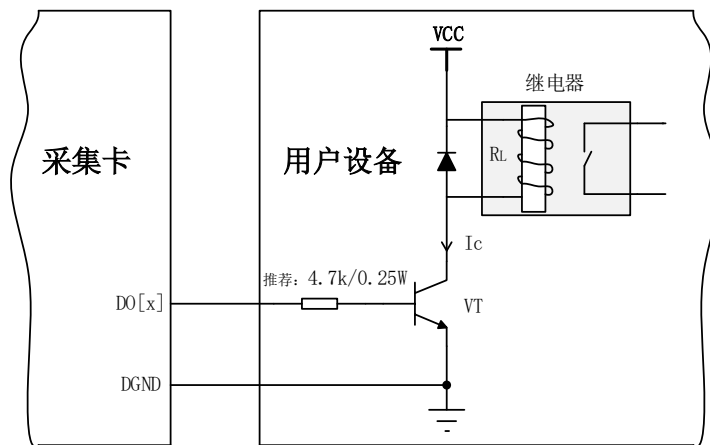 VCC
继电器
采集卡
用户设备
RL
Ic
推荐：4.7k/0.25W
DO[x]
VT
DGND